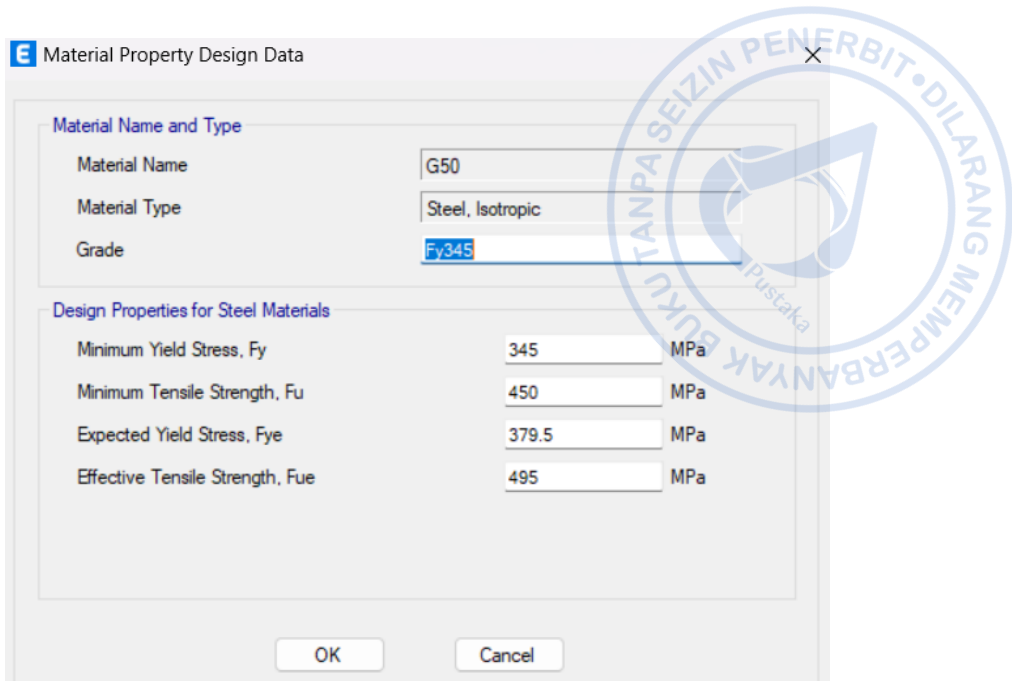 E Material Property Design Data
Material Name and Type
Material Name G50
Material Type Steel, Isotropic
Grade Fy345
Design Properties for Steel Materials
Minimum Yield Stress, Fy 345 MPa
Minimum Tensile Strength, Fu 450 MPa
Expected Yield Stress, Fye 379.5 MPa
Effective Tensile Strength, Fue 495 MPa
OK Cancel
DILARANG MEMPERBANYAK BUKU TANPA SEIZIN PENERBIT
Pustaka